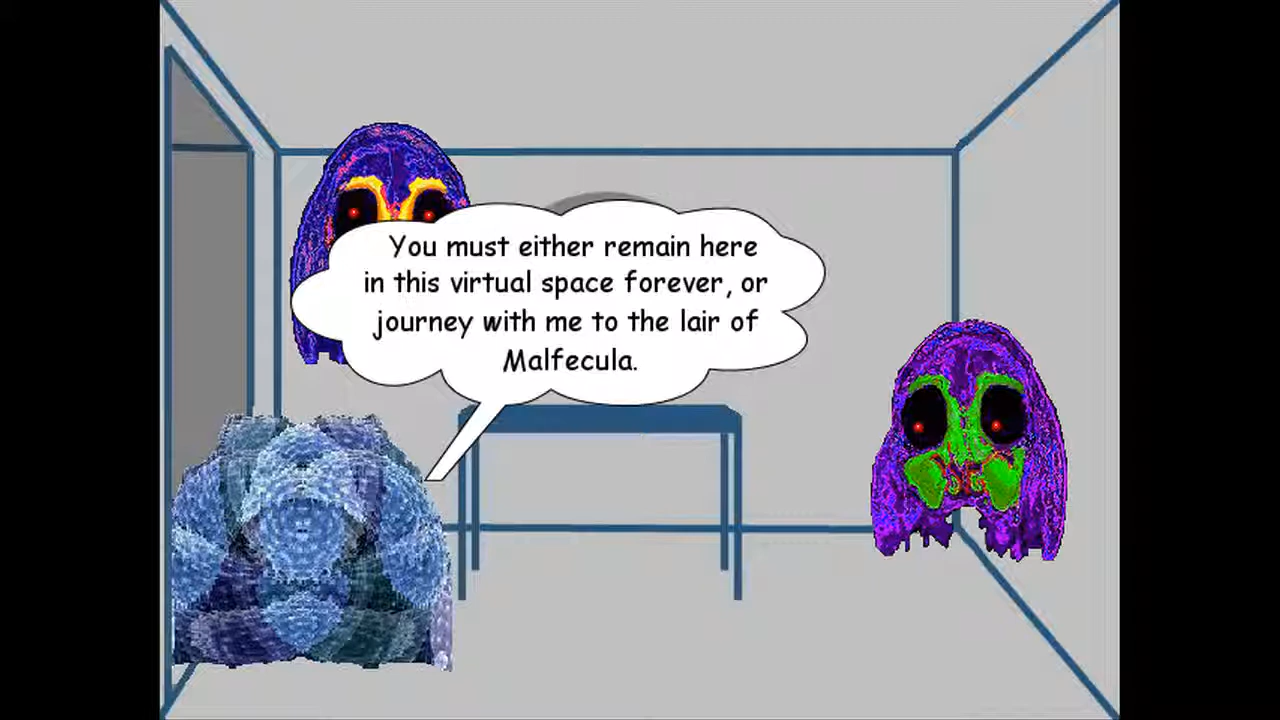 You must either remain here
in this virtual space forever, or
journey with me to the lair of
Malfecula.